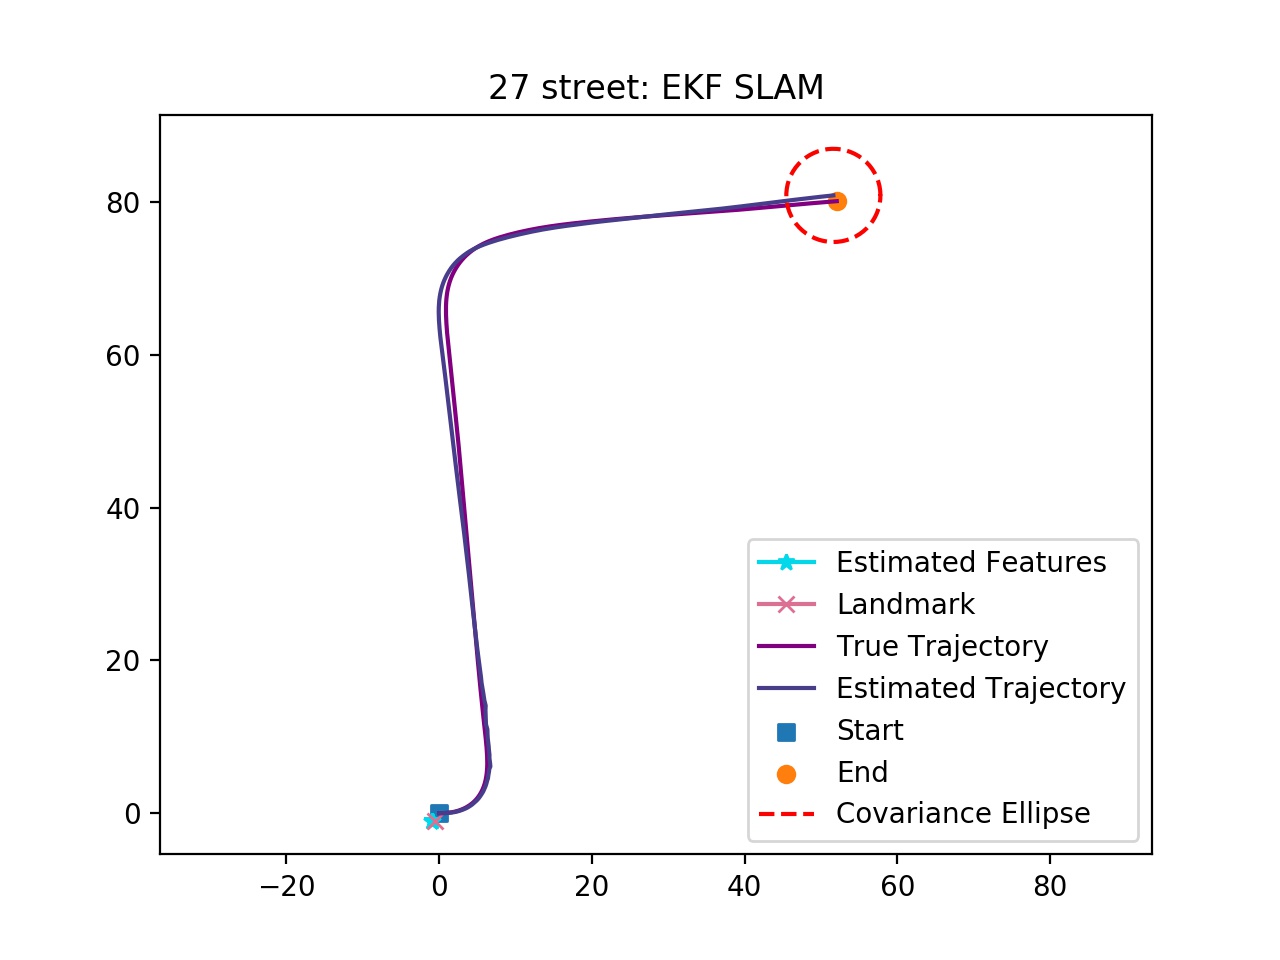 27 street: EKF SLAM
80
60
40
20
0
−20 0 20 40 60 80
Estimated Features
Landmark
True Trajectory
Estimated Trajectory
Start
End
Covariance Ellipse